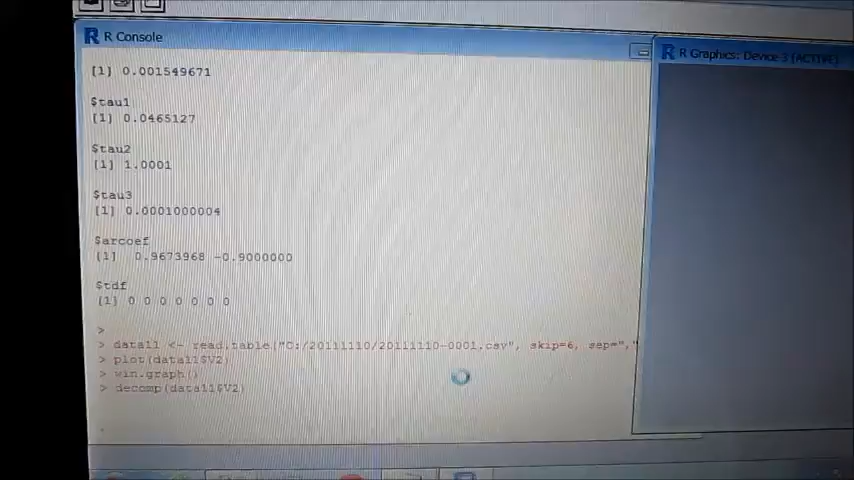 R Console
[1] 0.001549671
$tau1
[1] 0.0465127
$tau2
[1] 1.0001
$tau3
[1] 0.0001000004
$arcoef
[1]  0.9673968 -0.9000000
$tdf
[1] 0 0 0 0 0 0 0
>
> data11 <- read.table("C:/20111110/20111110-0001.csv", skip=6, sep=","
> plot(data11$V2)
> win.graph()
> decomp(data11$V2)
R Graphics: Device 3 (ACTIVE)